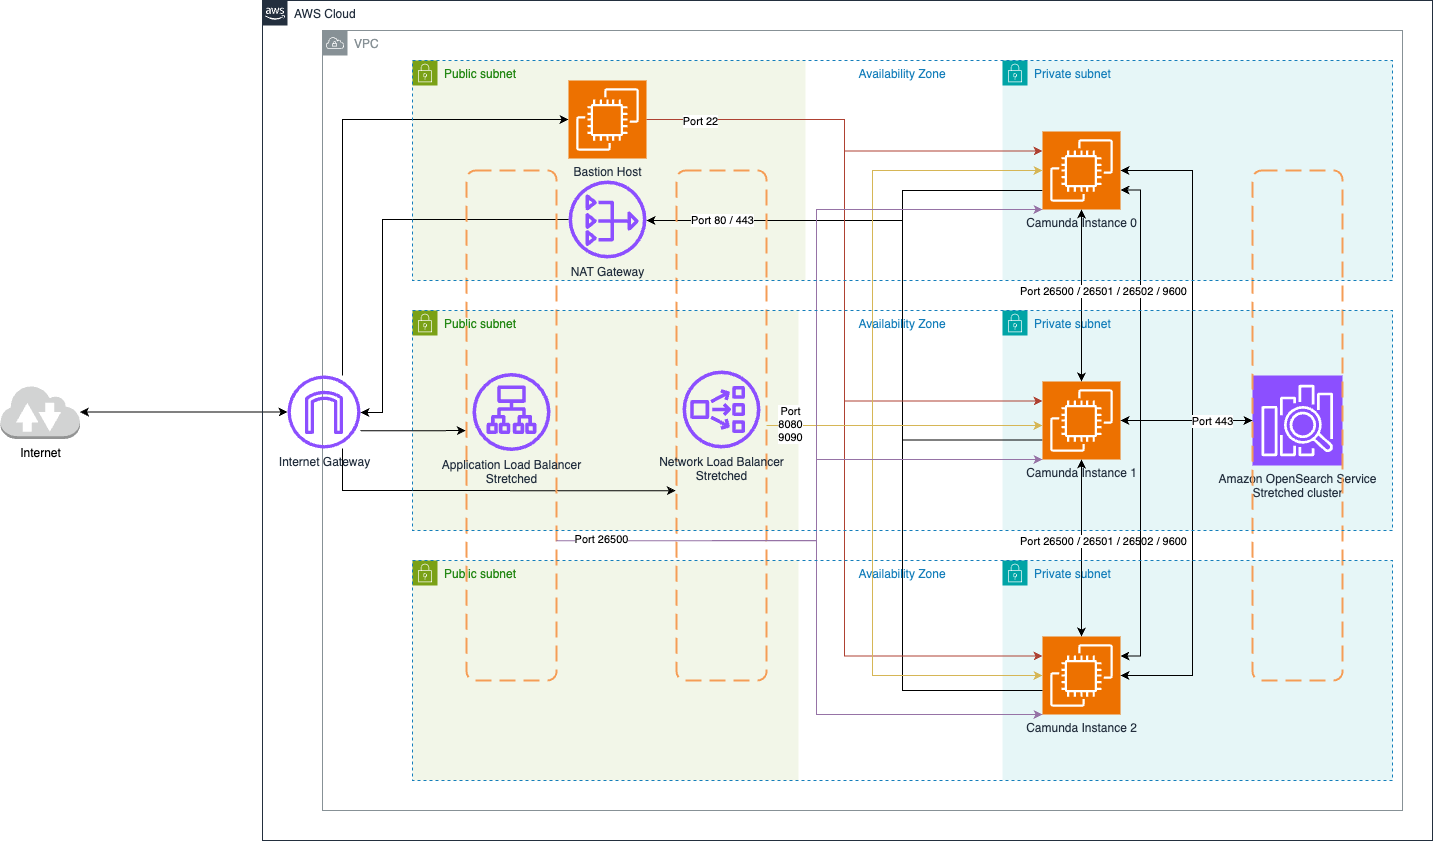 aws
AWS Cloud
VPC
Public subnet
Availability Zone
Private subnet
Port 22
Bastion Host
Port 80 / 443
Camunda Instance 0
NAT Gateway
Port 26500 / 26501 / 26502 / 9600
Public subnet
Availability Zone
Private subnet
Port
8080
9090
Port 443
Internet
Internet Gateway
Application Load Balancer
Stretched
Network Load Balancer
Stretched
Camunda Instance 1
Amazon OpenSearch Service
Stretched cluster
Port 26500
Port 26500 / 26501 / 26502 / 9600
Public subnet
Availability Zone
Private subnet
Camunda Instance 2